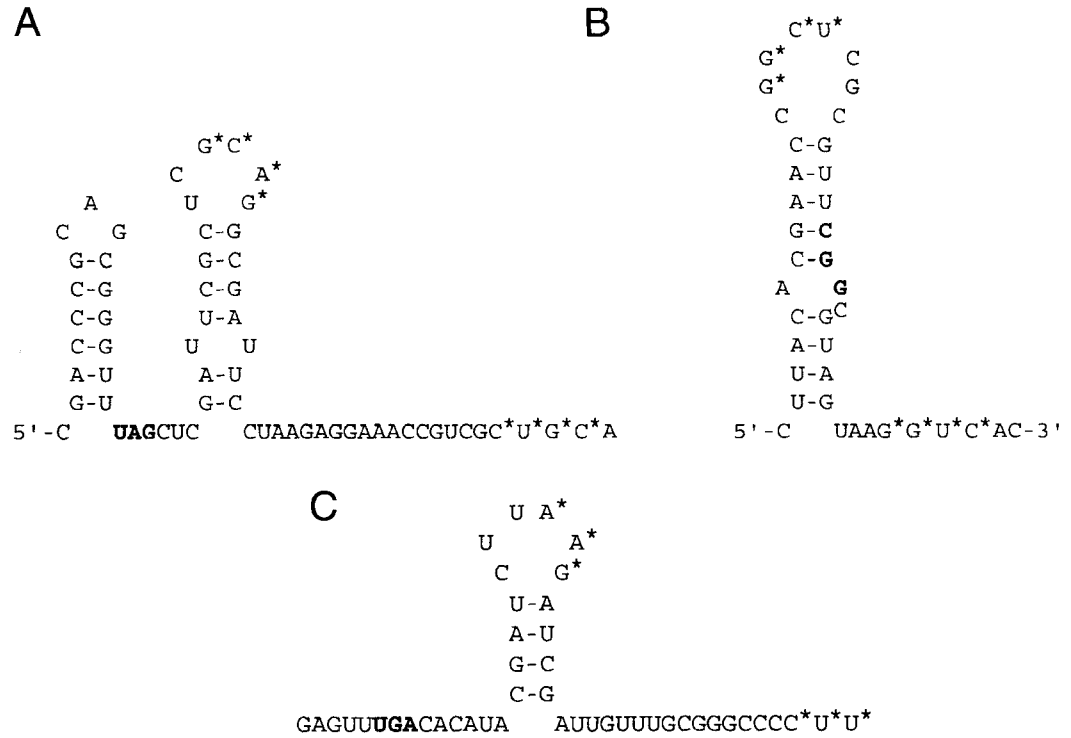 A
G*C*
C A*
A U G*
C G C-G
G-C G-C
C-G C-G
C-G U-A
C-G U U
A-U A-U
G-U G-C
5'-C UAGCUC CUAAGAGGAAACCGUCGC*U*G*C*A
B
C*U*
G* C
G* G
C C
C-G
A-U
A-U
G-C
C-G
A G
C-GC
A-U
U-A
U-G
5'-C UAAG*G*U*C*AC-3'
C
U A*
U A*
C G*
U-A
A-U
G-C
C-G
GAGUUUGACACAUA AUUGUUUGCGGGCCCC*U*U*